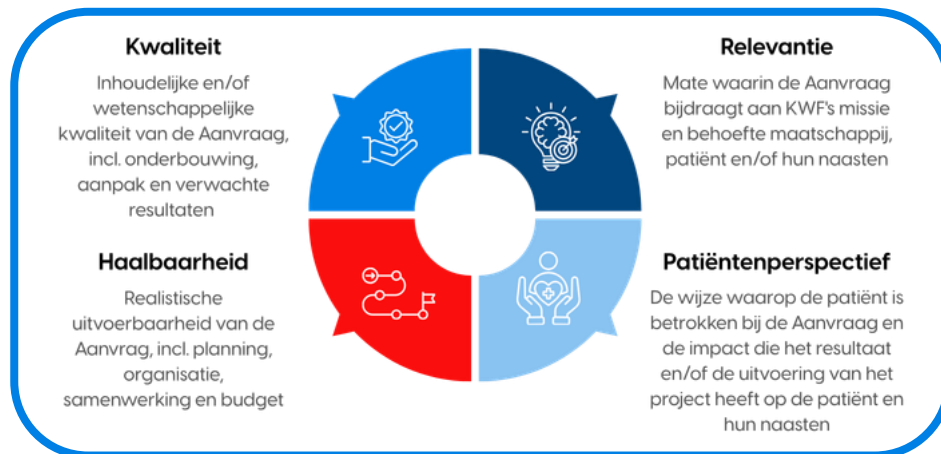 Kwaliteit
Inhoudelijke en/of
wetenschappelijke
kwaliteit van de Aanvraag,
incl. onderbouwing,
aanpak en verwachte
resultaten
Relevantie
Mate waarin de Aanvraag
bijdraagt aan KWF's missie
en behoefte maatschappij,
patiënt en/of hun naasten
Haalbaarheid
Realistische
uitvoerbaarheid van de
Aanvrag, incl. planning,
organisatie,
samenwerking en budget
Patiëntenperspectief
De wijze waarop de patiënt is
betrokken bij de Aanvraag en
de impact die het resultaat
en/of de uitvoering van het
project heeft op de patiënt en
hun naasten